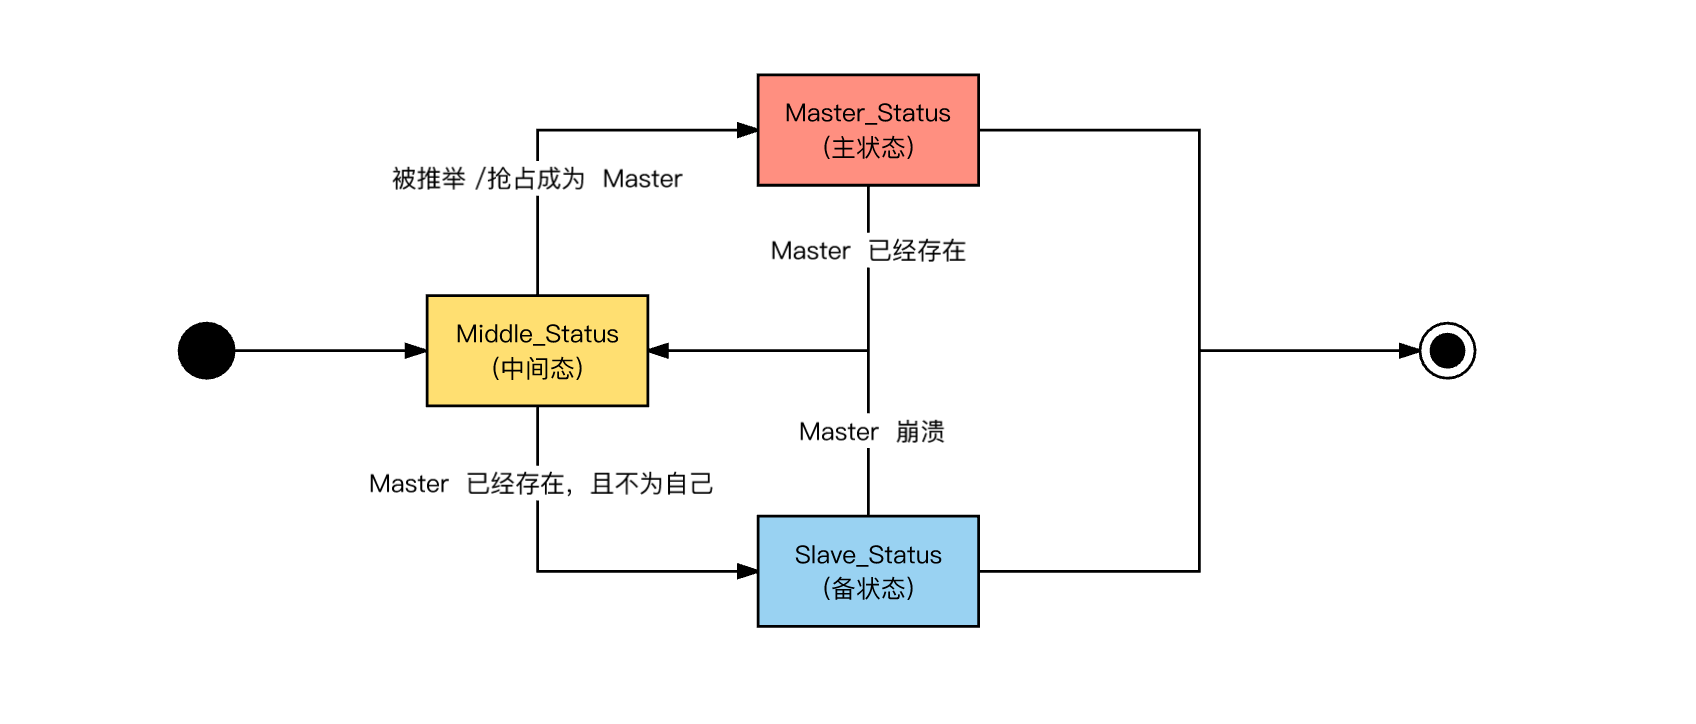 Master_Status
(主状态)
被推举 /抢占成为 Master
Master 已经存在
Middle_Status
(中间态)
Master 崩溃
Master 已经存在，且不为自己
Slave_Status
(备状态)